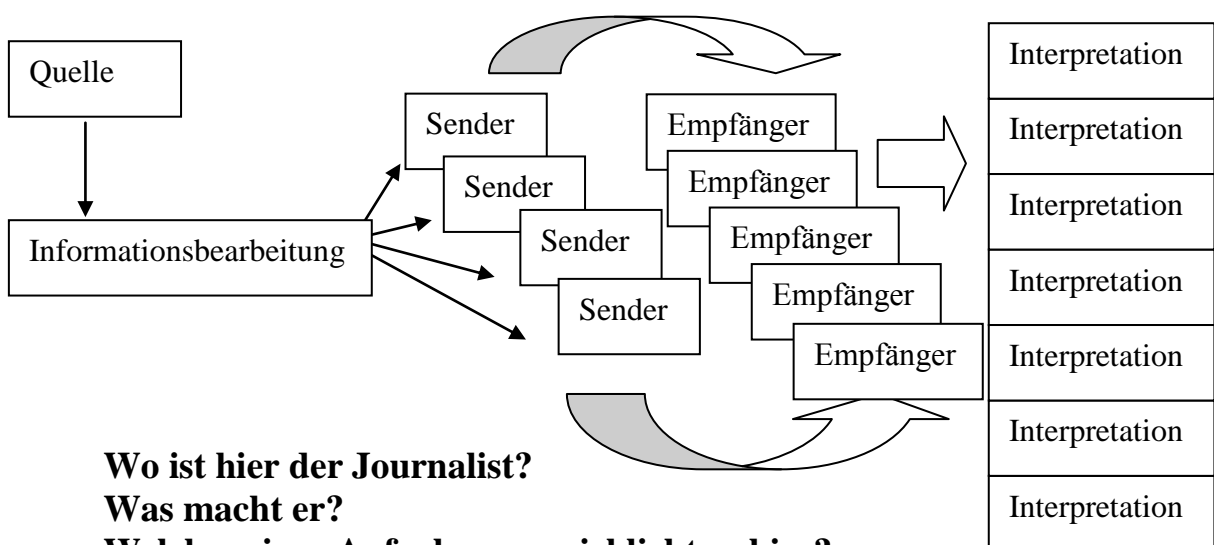 Quelle
Informationsbearbeitung
Sender
Sender
Sender
Sender
Empfänger
Empfänger
Empfänger
Empfänger
Empfänger
Interpretation
Interpretation
Interpretation
Interpretation
Interpretation
Interpretation
Interpretation
Wo ist hier der Journalist?
Was macht er?